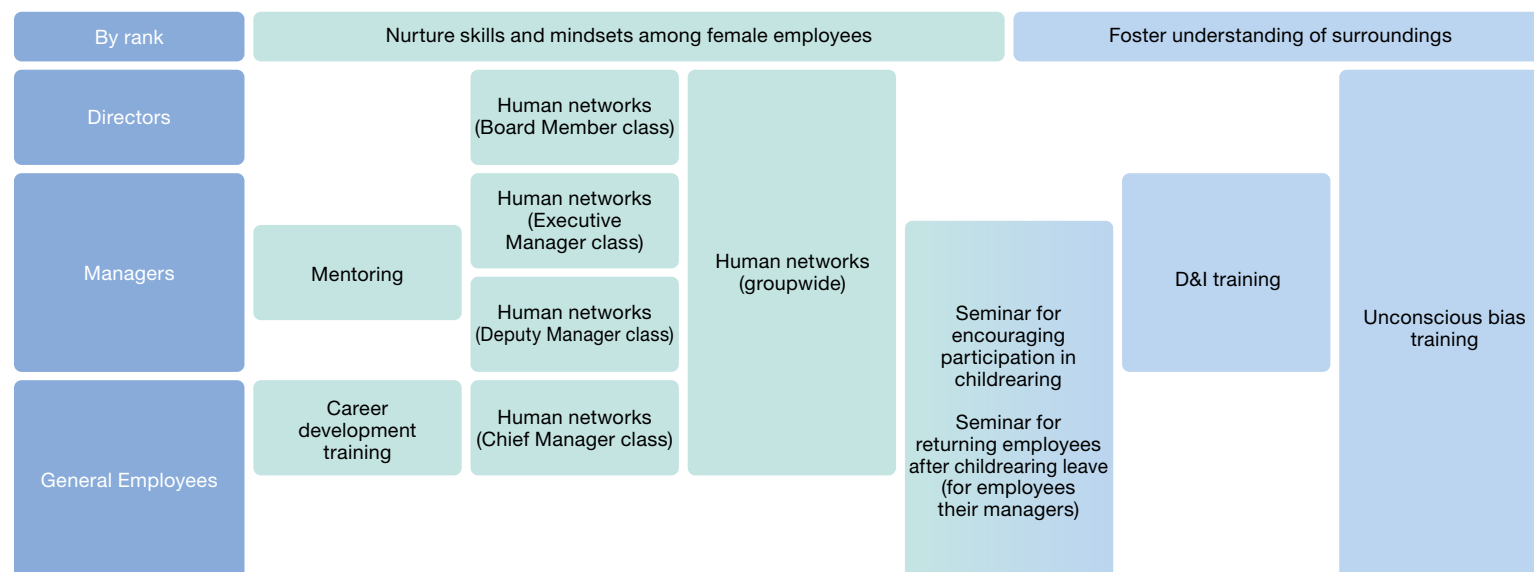 By rank
Nurture skills and mindsets among female employees
Foster understanding of surroundings
Directors
Managers
General Employees
Mentoring
Career
development
training
Human networks
(Board Member class)
Human networks
(Executive
Manager class)
Human networks
(Deputy Manager class)
Human networks
(Chief Manager class)
Human networks
(groupwide)
Seminar for
encouraging
participation in
childrearing
Seminar for
returning employees
after childrearing leave
(for employees
their managers)
D&I training
Unconscious bias
training